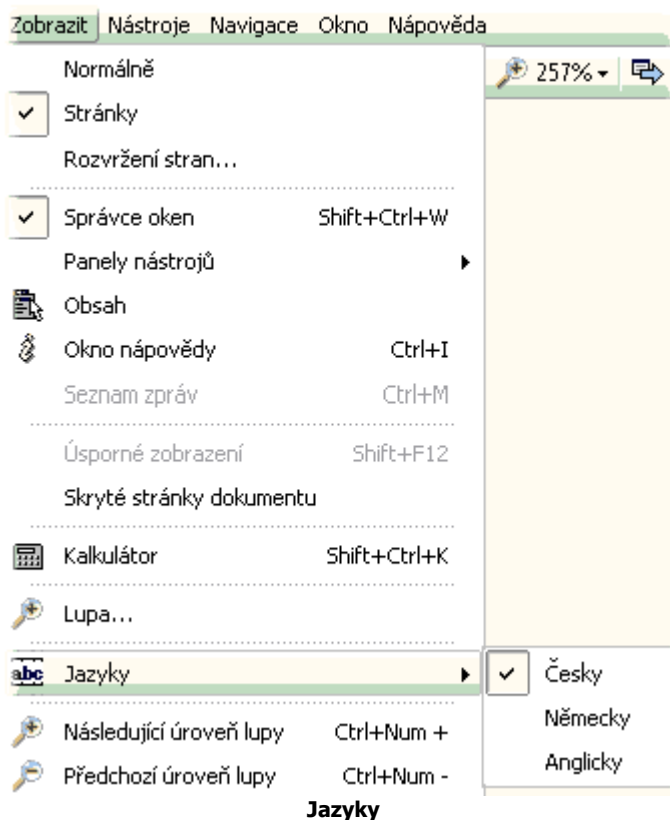 Zobrazit Nástroje Navigace Okno Nápověda
Normálně
257%
Stránky
Rozvržení stran...
Správce oken Shift+Ctrl+W
Panely nástrojů
Obsah
Okno nápovědy Ctrl+I
Seznam zpráv Ctrl+M
Úsporné zobrazení Shift+F12
Skryté stránky dokumentu
Kalkulátor Shift+Ctrl+K
Lupa...
abc Jazyky
Česky
Německy
Anglicky
Následující úroveň lupy Ctrl+Num +
Předchozí úroveň lupy Ctrl+Num -
Jazyky